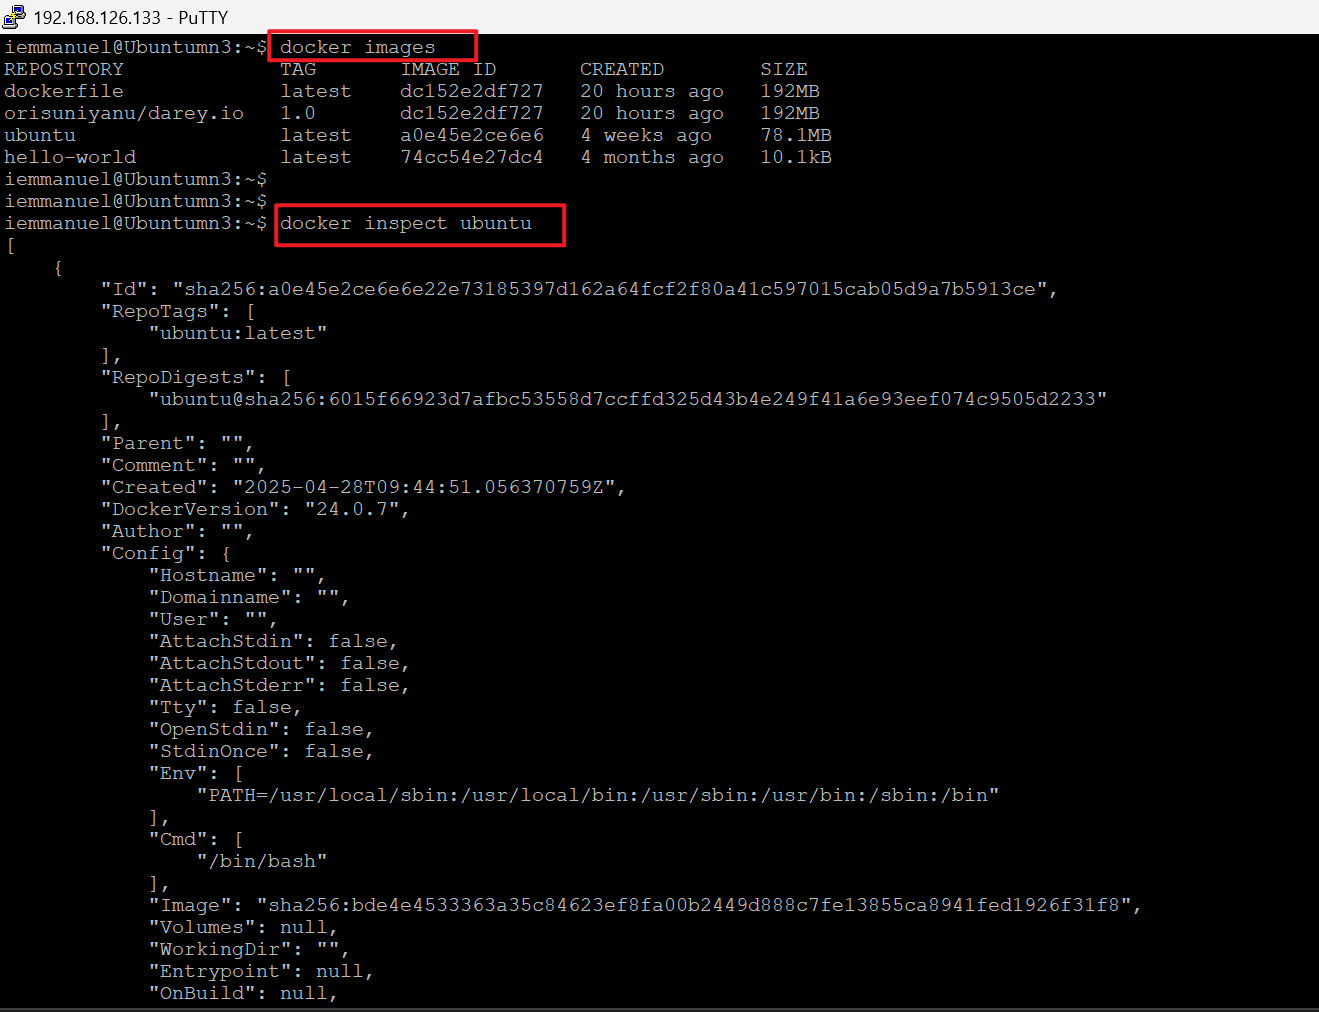 192.168.126.133 - PuTTY
iemmanuel@Ubuntumn3:~$ docker images
REPOSITORY             TAG       IMAGE ID       CREATED        SIZE
dockerfile             latest    dc152e2df727   20 hours ago   192MB
orisuniyanu/darey.io   1.0       dc152e2df727   20 hours ago   192MB
ubuntu                 latest    a0e45e2ce6e6   4 weeks ago    78.1MB
hello-world            latest    74cc54e27dc4   4 months ago   10.1kB
iemmanuel@Ubuntumn3:~$
iemmanuel@Ubuntumn3:~$
iemmanuel@Ubuntumn3:~$ docker inspect ubuntu
[
    {
        "Id": "sha256:a0e45e2ce6e6e22e73185397d162a64fcf2f80a41c597015cab05d9a7b5913ce",
        "RepoTags": [
            "ubuntu:latest"
        ],
        "RepoDigests": [
            "ubuntu@sha256:6015f66923d7afbc53558d7ccffd325d43b4e249f41a6e93eef074c9505d2233"
        ],
        "Parent": "",
        "Comment": "",
        "Created": "2025-04-28T09:44:51.056370759Z",
        "DockerVersion": "24.0.7",
        "Author": "",
        "Config": {
            "Hostname": "",
            "Domainname": "",
            "User": "",
            "AttachStdin": false,
            "AttachStdout": false,
            "AttachStderr": false,
            "Tty": false,
            "OpenStdin": false,
            "StdinOnce": false,
            "Env": [
                "PATH=/usr/local/sbin:/usr/local/bin:/usr/sbin:/usr/bin:/sbin:/bin"
            ],
            "Cmd": [
                "/bin/bash"
            ],
            "Image": "sha256:bde4e4533363a35c84623ef8fa00b2449d888c7fe13855ca8941fed1926f31f8",
            "Volumes": null,
            "WorkingDir": "",
            "Entrypoint": null,
            "OnBuild": null,